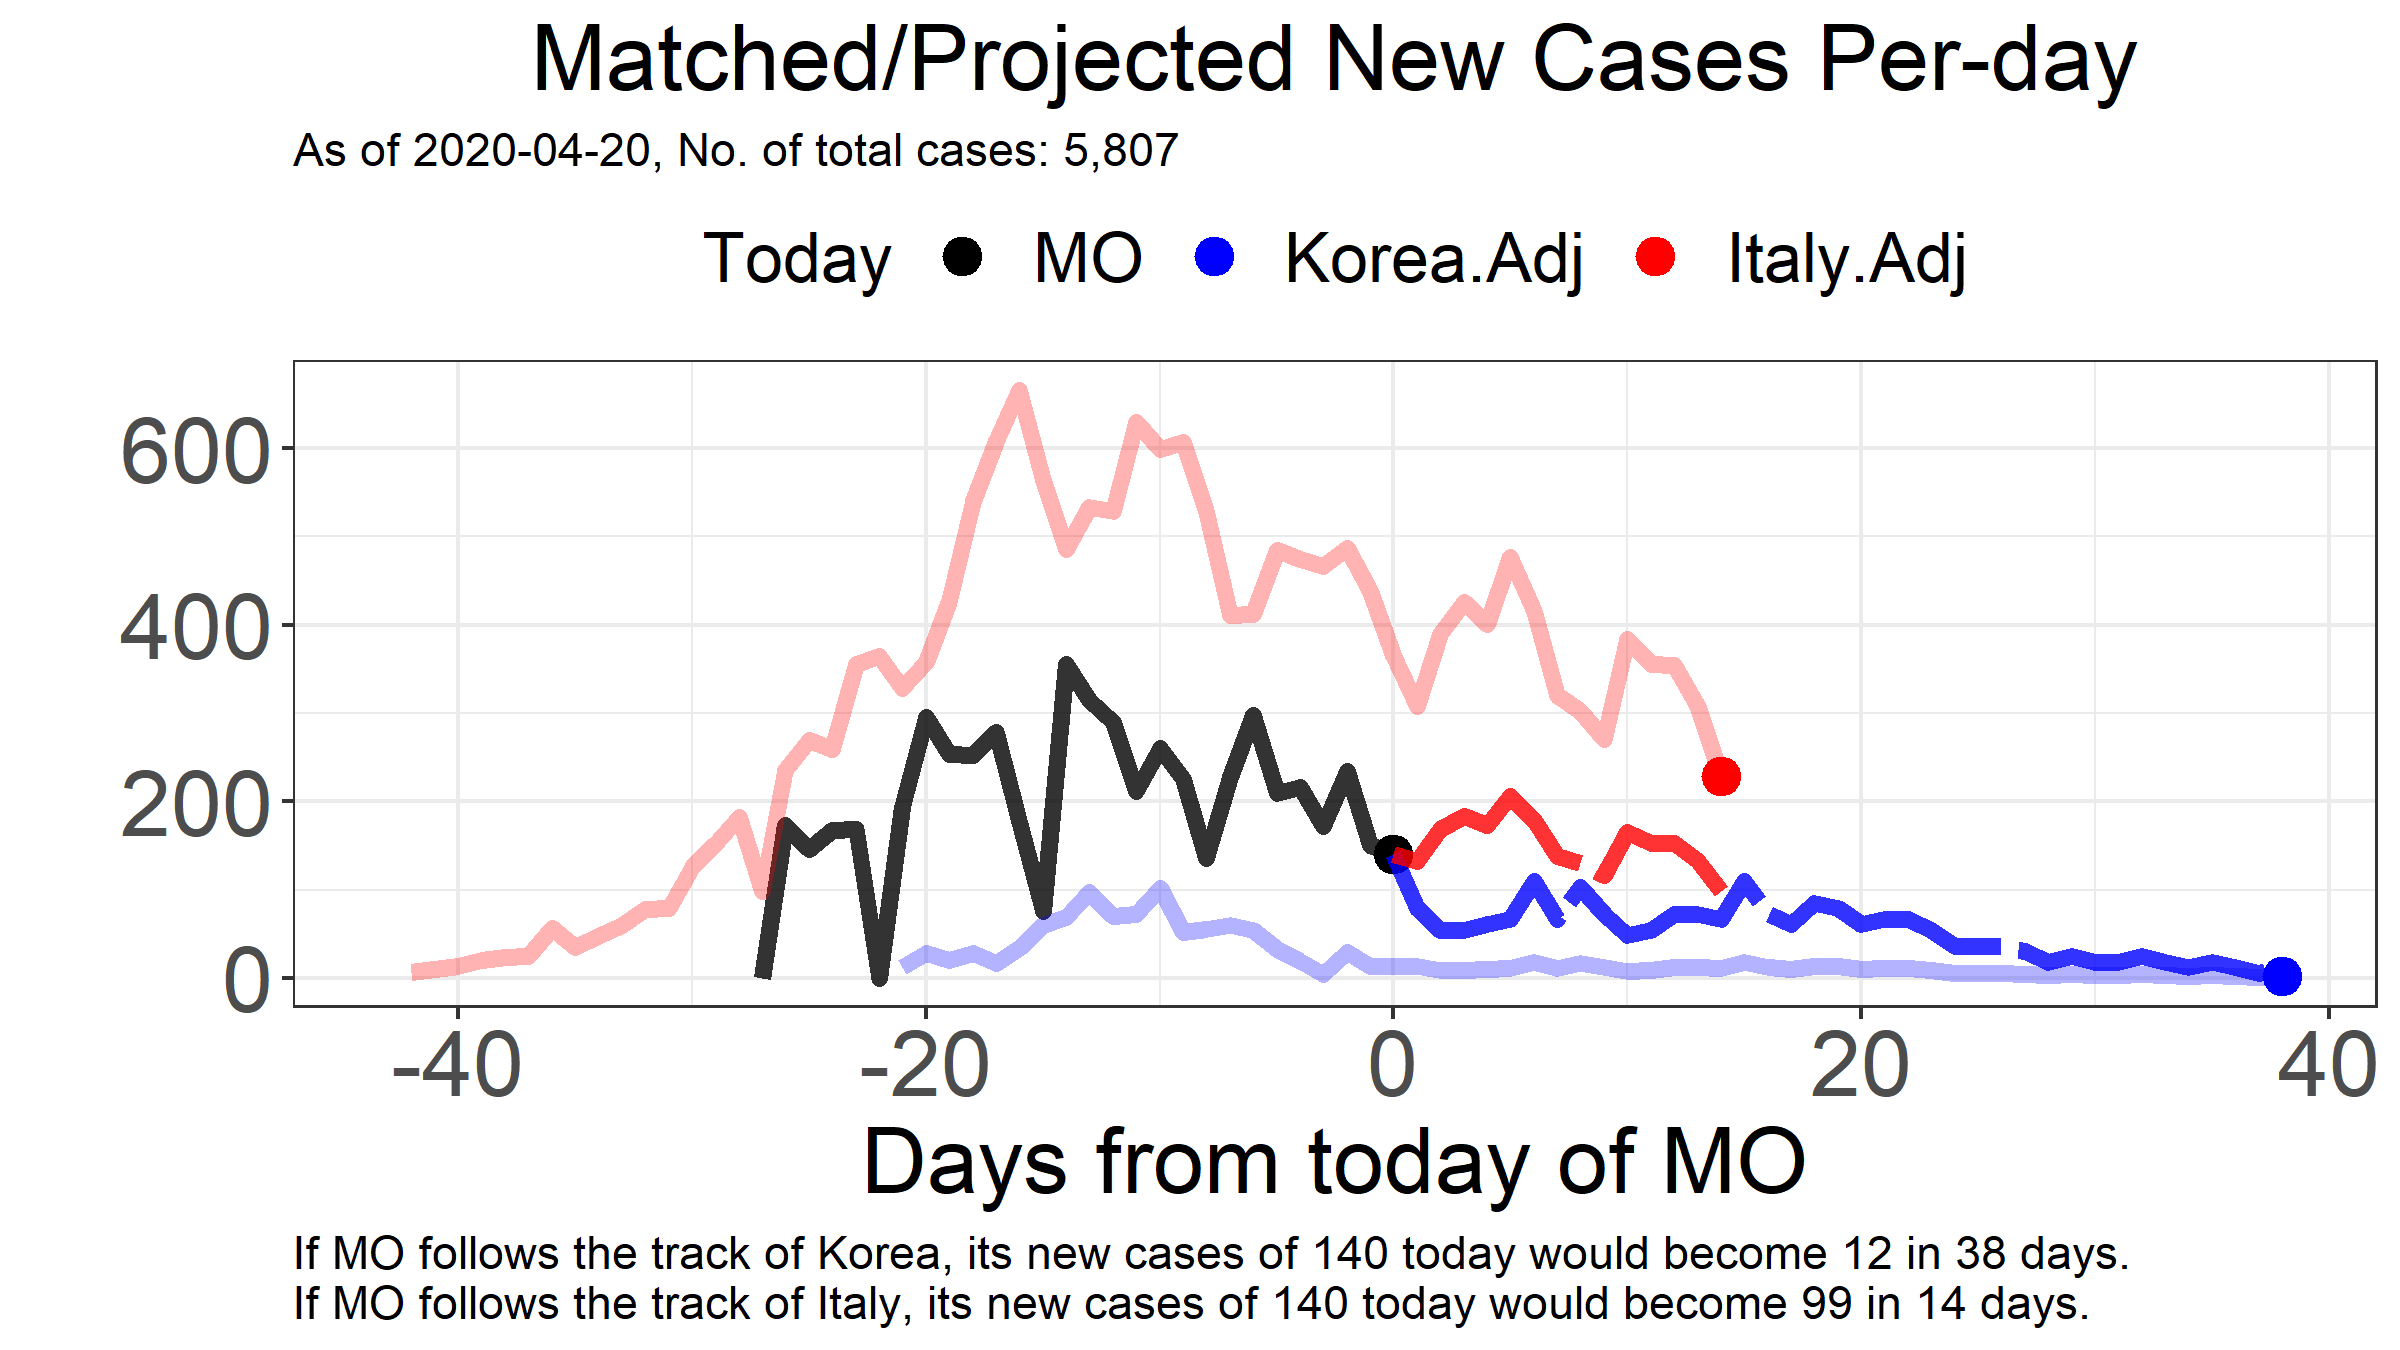 Matched/Projected New Cases Per-day
As of 2020-04-20, No. of total cases: 5,807
Today MO Korea.Adj Italy.Adj
600
400
200
0
-40 -20 0 20 40
Days from today of MO
If MO follows the track of Korea, its new cases of 140 today would become 12 in 38 days.
If MO follows the track of Italy, its new cases of 140 today would become 99 in 14 days.